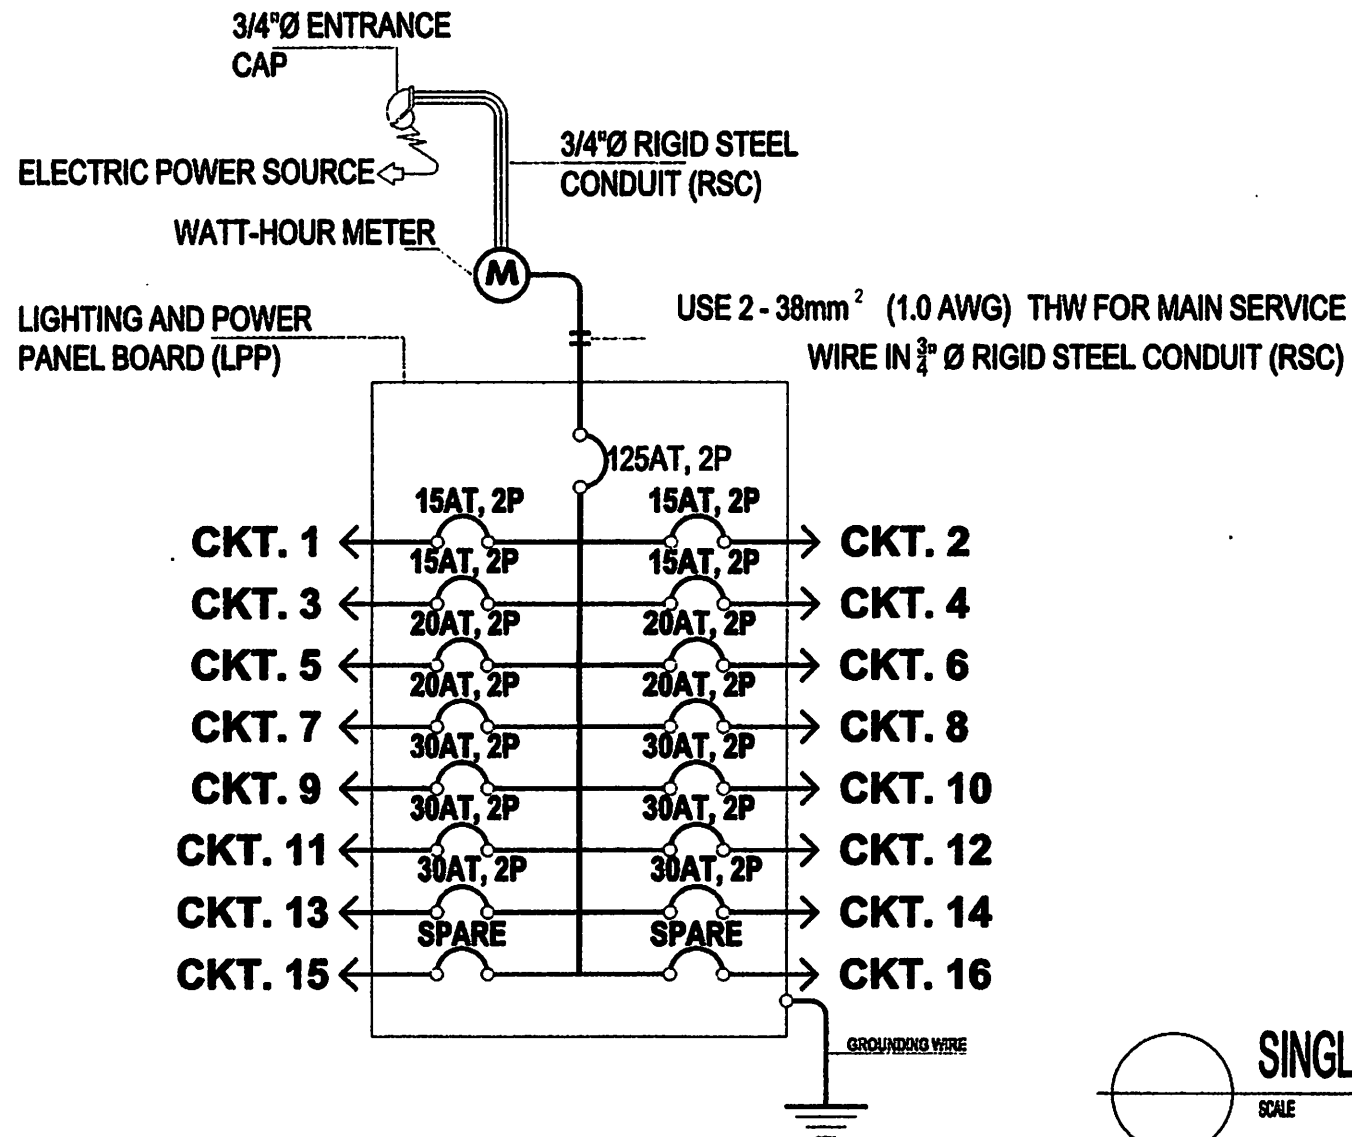 3/4"Ø ENTRANCE
CAP
3/4"Ø RIGID STEEL
CONDUIT (RSC)
ELECTRIC POWER SOURCE
WATT-HOUR METER
M
LIGHTING AND POWER
PANEL BOARD (LPP)
USE 2 - 38mm² (1.0 AWG) THW FOR MAIN SERVICE
WIRE IN 3/4" Ø RIGID STEEL CONDUIT (RSC)
125AT, 2P
15AT, 2P 15AT, 2P
CKT. 1 CKT. 2
15AT, 2P 15AT, 2P
CKT. 3 CKT. 4
20AT, 2P 20AT, 2P
CKT. 5 CKT. 6
20AT, 2P 20AT, 2P
CKT. 7 CKT. 8
30AT, 2P 30AT, 2P
CKT. 9 CKT. 10
30AT, 2P 30AT, 2P
CKT. 11 CKT. 12
30AT, 2P 30AT, 2P
CKT. 13 CKT. 14
SPARE SPARE
CKT. 15 CKT. 16
GROUNDING WIRE
SINGL
SCALE